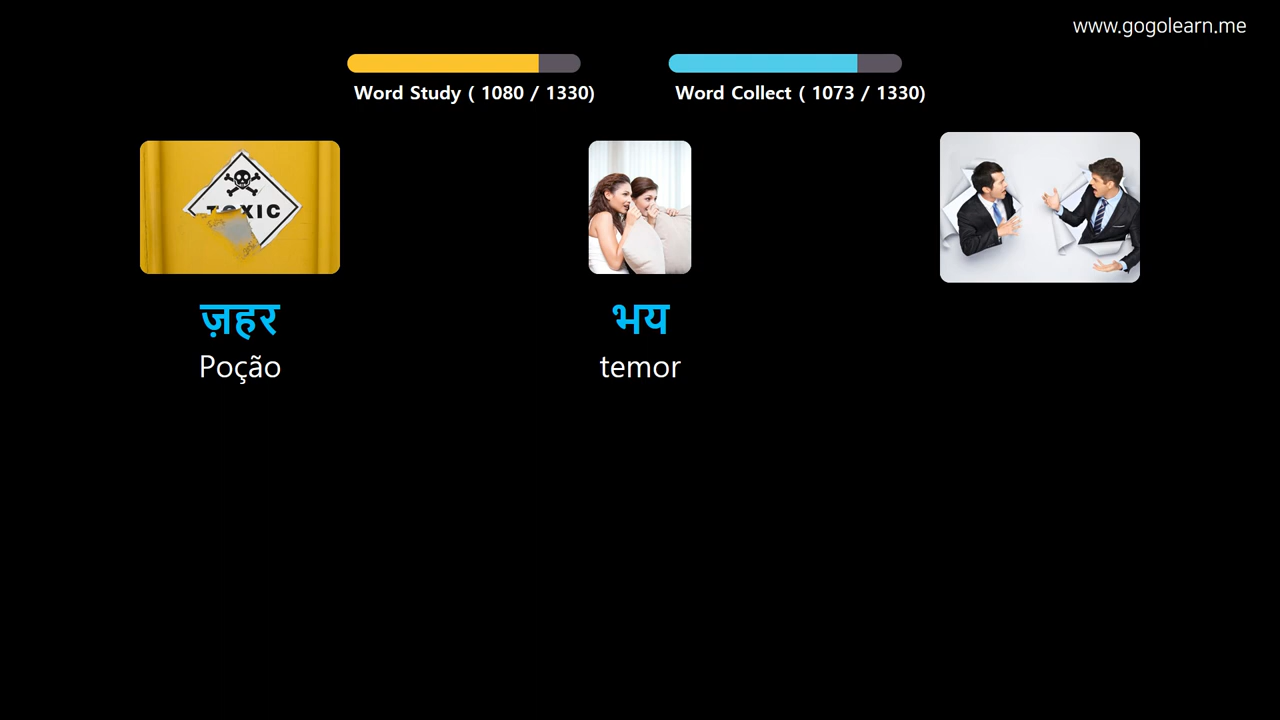 www.gogolearn.me
Word Study ( 1080 / 1330)
Word Collect ( 1073 / 1330)
TOXIC
ज़हर
Poção
भय
temor